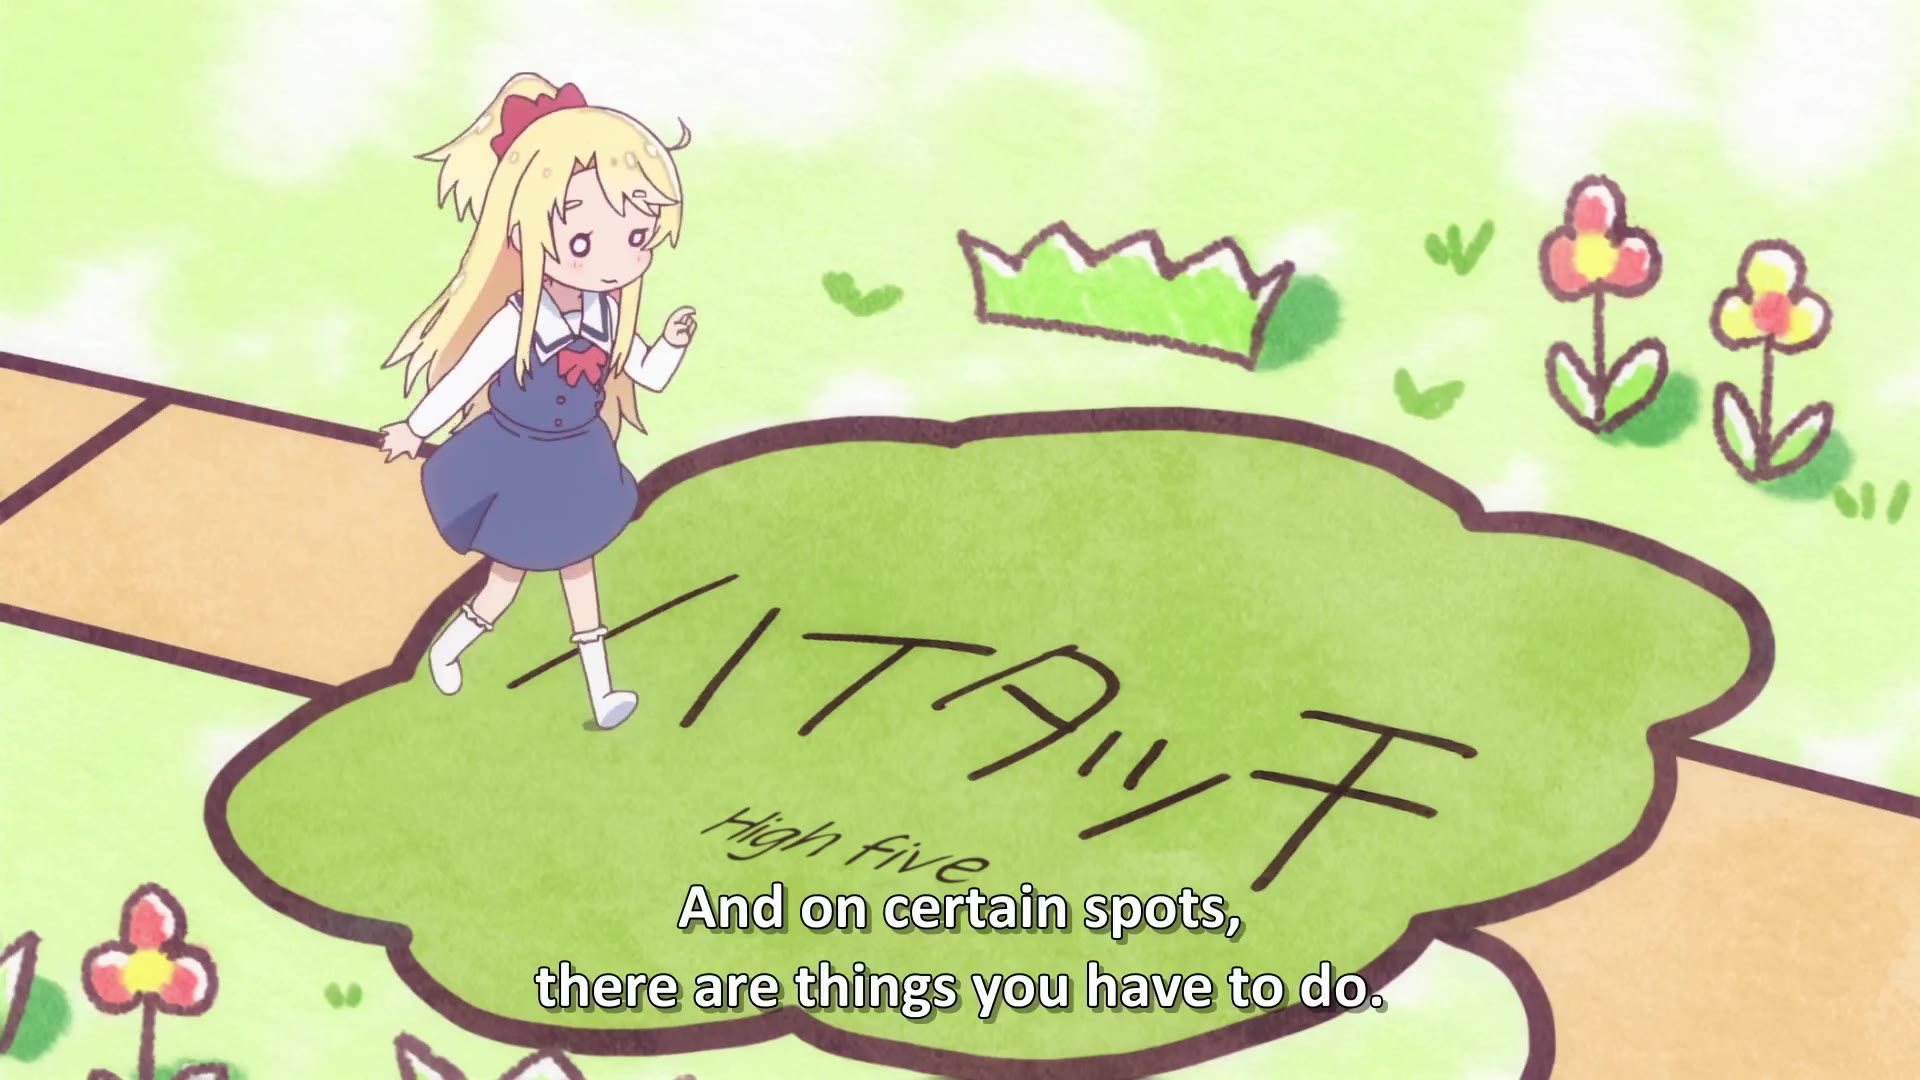 ハイタッチ
High five
And on certain spots,
there are things you have to do.